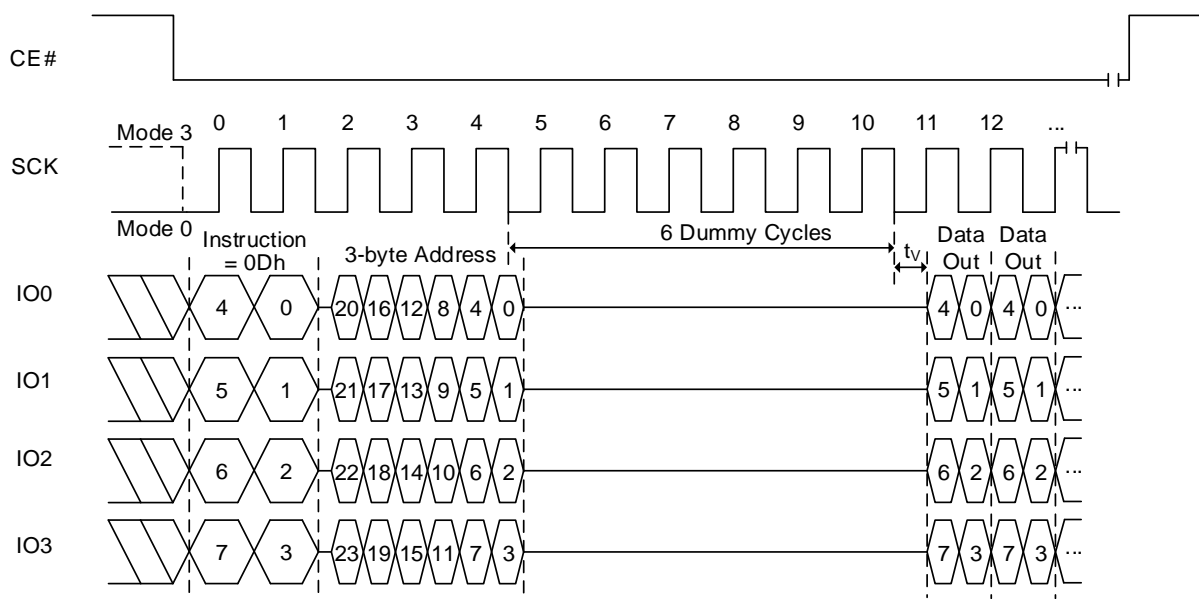 CE#
0 1 2 3 4 5 6 7 8 9 10 11 12 ...
Mode 3
SCK
Mode 0
Instruction
= 0Dh
3-byte Address
6 Dummy Cycles
tV
Data
Out
Data
Out
IO0 4 0 20 16 12 8 4 0 4 0 4 0 ...
IO1 5 1 21 17 13 9 5 1 5 1 5 1 ...
IO2 6 2 22 18 14 10 6 2 6 2 6 2 ...
IO3 7 3 23 19 15 11 7 3 7 3 7 3 ...